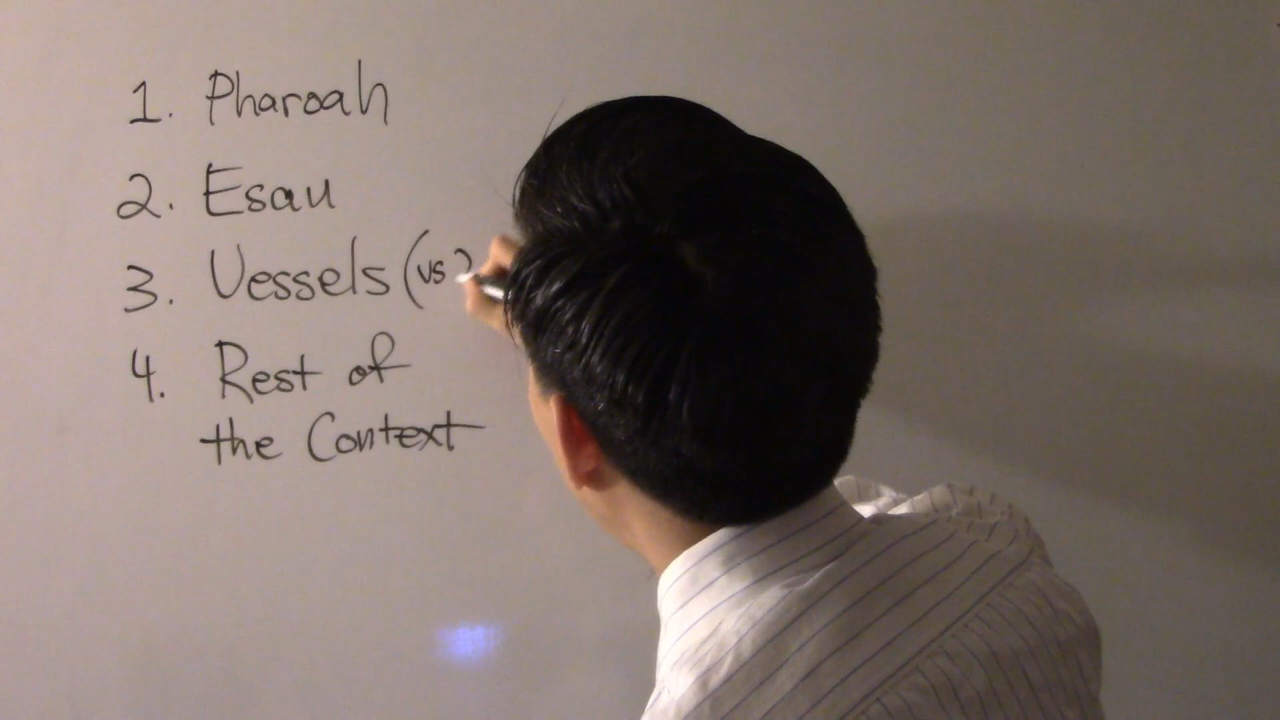 1. Pharoah
2. Esau
3. Vessels (vs
4. Rest of
the Context